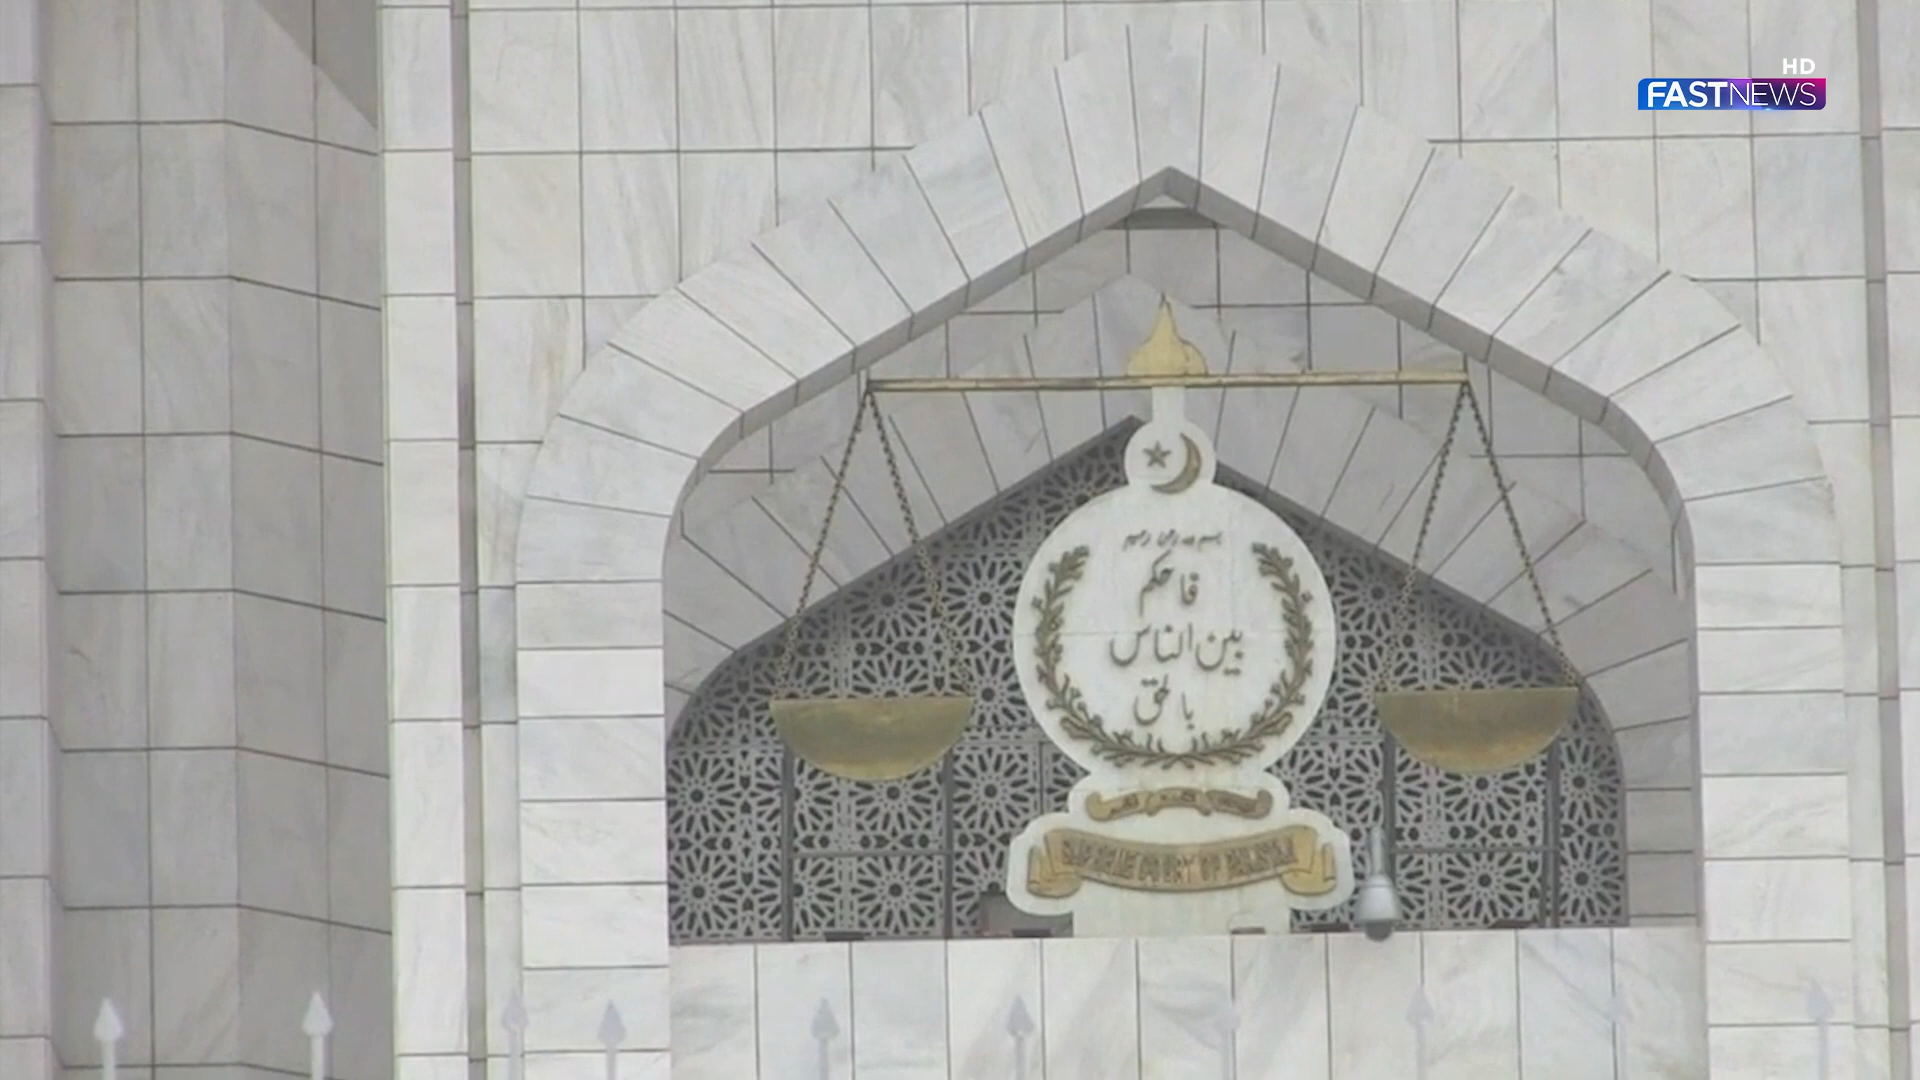 HD
FASTNEWS
بسم اللہ الرحمن الرحیم
فاحکم
بین الناس
بالحق
SUPREME COURT OF PAKISTAN